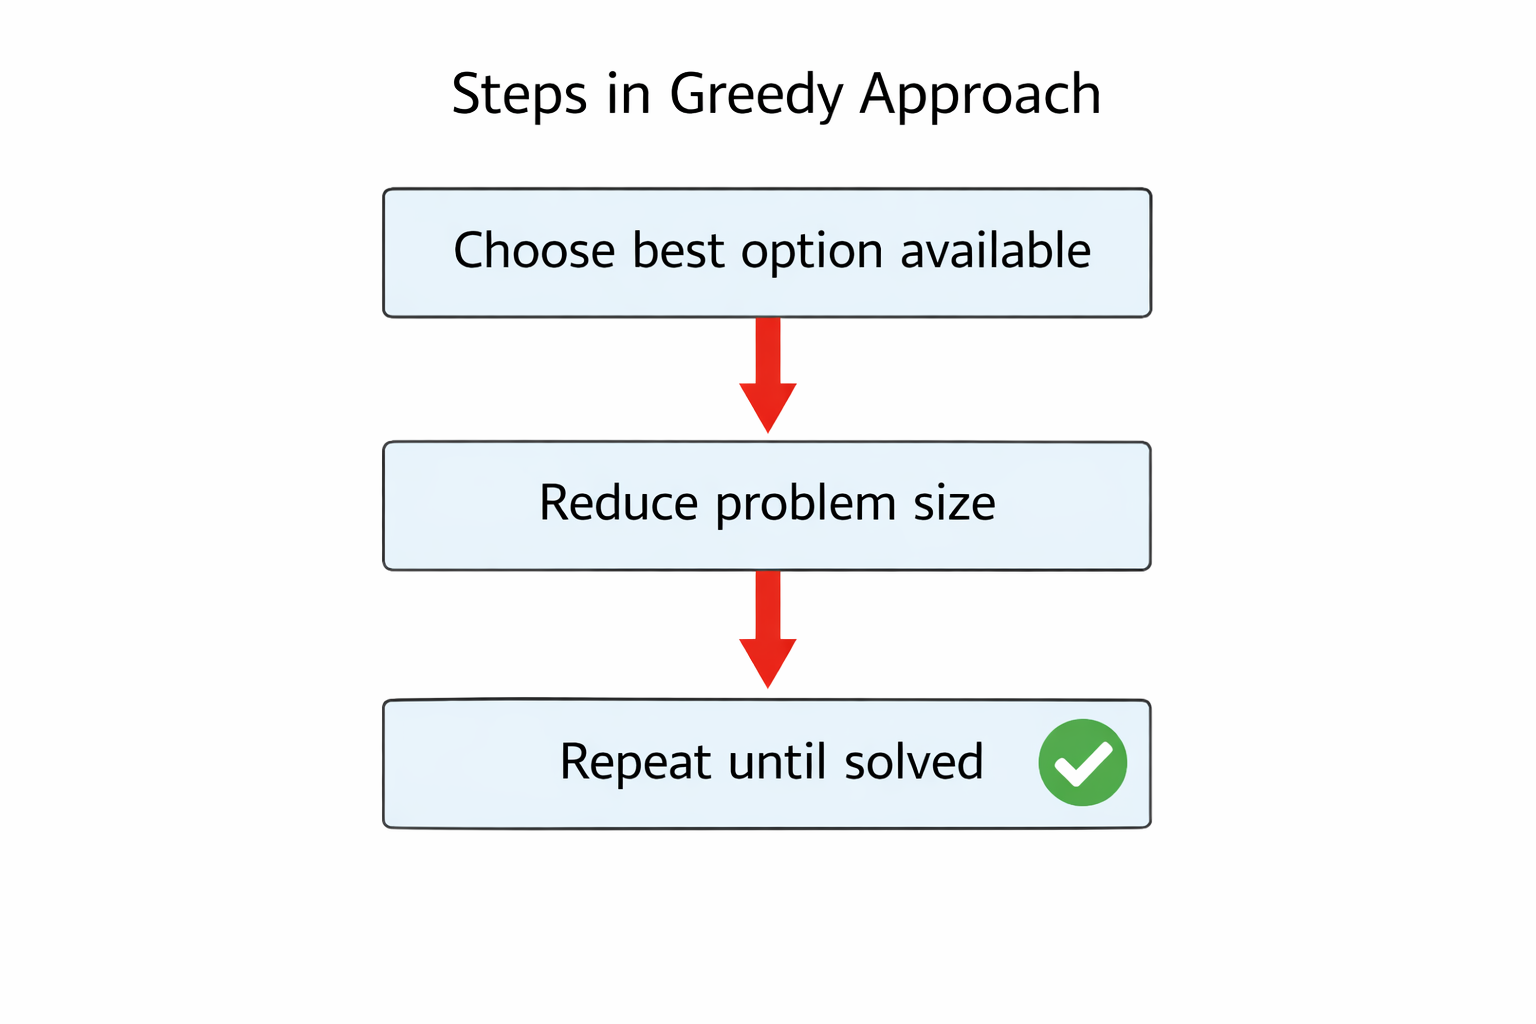 Steps in Greedy Approach
Choose best option available
Reduce problem size
Repeat until solved